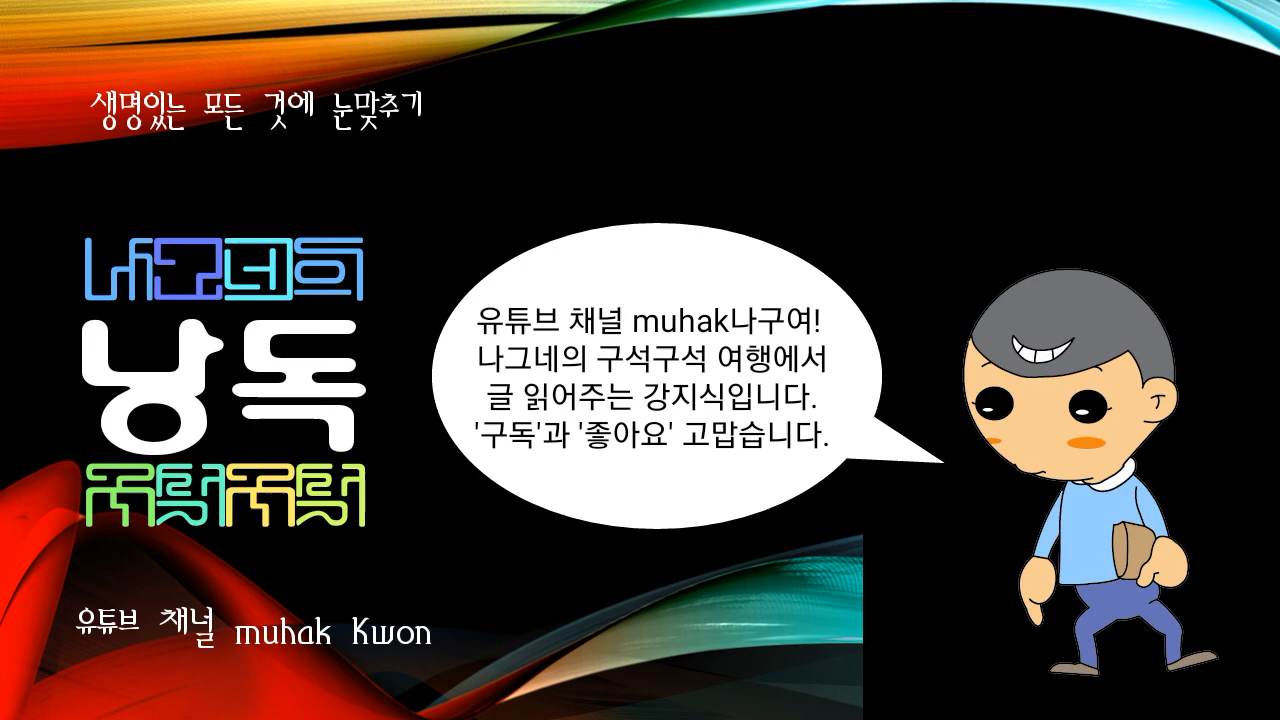 생명있는 모든 것에 눈맞추기
나그네의
낭독
구석구석
유튜브 채널 muhak나구여!
나그네의 구석구석 여행에서
글 읽어주는 강지식입니다.
'구독'과 '좋아요' 고맙습니다.
유튜브 채널 muhak Kwon